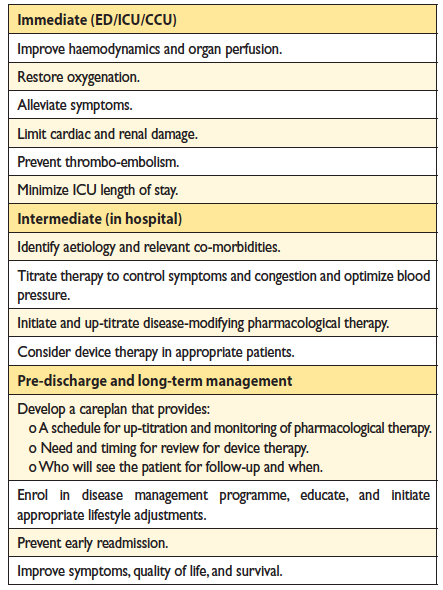 Immediate (ED/ICU/CCU)
Improve haemodynamics and organ perfusion.
Restore oxygenation.
Alleviate symptoms.
Limit cardiac and renal damage.
Prevent thrombo-embolism.
Minimize ICU length of stay.
Intermediate (in hospital)
Identify aetiology and relevant co-morbidities.
Titrate therapy to control symptoms and congestion and optimize blood
pressure.
Initiate and up-titrate disease-modifying pharmacological therapy.
Consider device therapy in appropriate patients.
Pre-discharge and long-term management
Develop a careplan that provides:
o A schedule for up-titration and monitoring of pharmacological therapy.
o Need and timing for review for device therapy.
o Who will see the patient for follow-up and when.
Enrol in disease management programme, educate, and initiate
appropriate lifestyle adjustments.
Prevent early readmission.
Improve symptoms, quality of life, and survival.